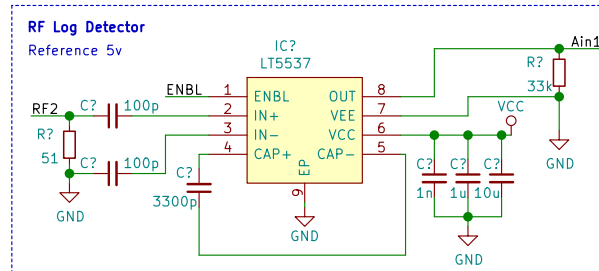 RF Log Detector
Reference 5v
IC?
LT5537
Ain1
R?
33k
ENBL
1 ENBL OUT 8
RF2
C? 100p
2 IN+ VEE 7
VCC
3 IN- VCC 6
R?
51
C? 100p
4 CAP+ CAP- 5
GND
C?
3300p
EP
9
C? C? C?
1n 1u 10u
GND
GND
GND